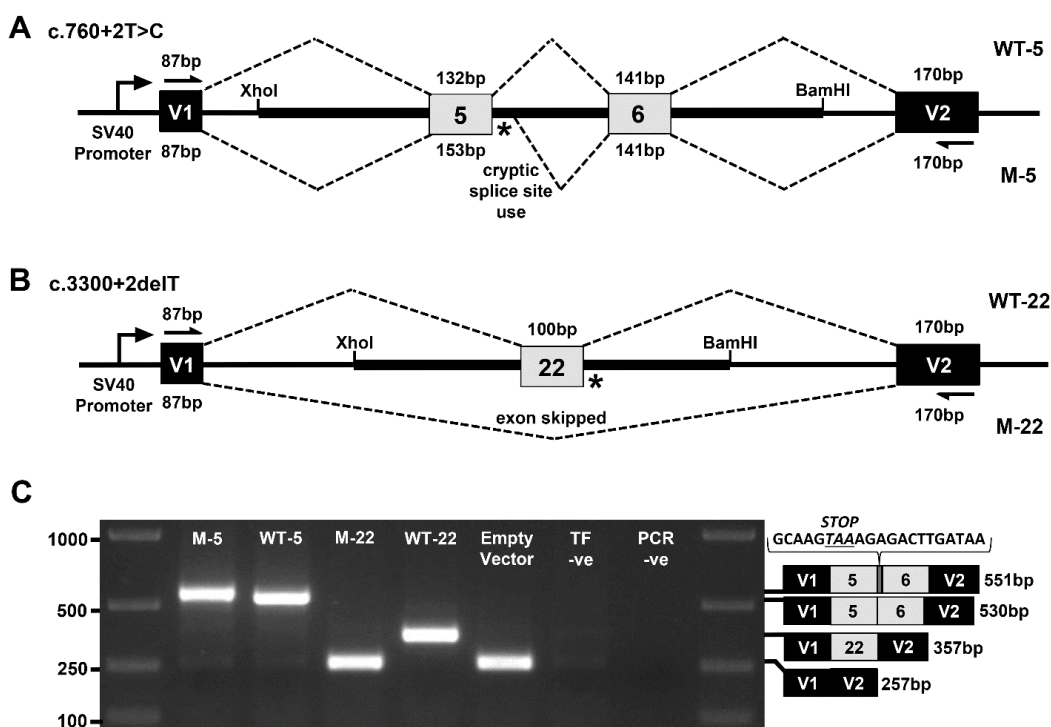 A c.760+2T>C
WT-5
87bp
132bp
141bp
170bp
XhoI
BamHI
V1
5
6
V2
*
SV40
Promoter
87bp
153bp
141bp
170bp
cryptic
splice site
use
M-5
B c.3300+2delT
WT-22
87bp
100bp
170bp
XhoI
BamHI
V1
22
V2
*
SV40
Promoter
87bp
exon skipped
170bp
M-22
C
1000
500
250
100
M-5
WT-5
M-22
WT-22
Empty
Vector
TF
-ve
PCR
-ve
STOP
GCAAGTAAAGAGACTTGATAA
V1 5 6 V2 551bp
V1 5 6 V2 530bp
V1 22 V2 357bp
V1 V2 257bp